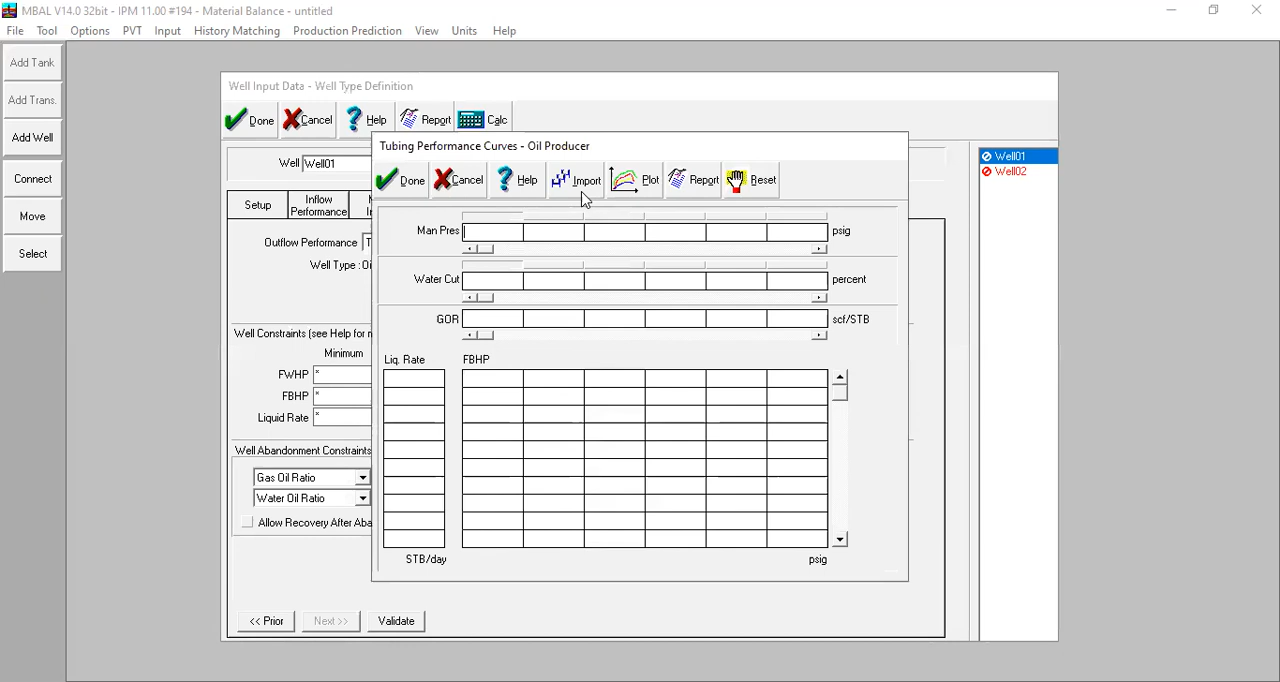 MBAL V14.0 32bit - IPM 11.00 #194 - Material Balance - untitled
File Tool Options PVT Input History Matching Production Prediction View Units Help
Add Tank
Add Trans.
Add Well
Connect
Move
Select
Well Input Data - Well Type Definition
Done Cancel Help Report Calc
Well Well01
Setup
Inflow Performance
Outflow Performance
Well Type : Oi
Well Constraints (see Help for
Minimum
FWHP *
FBHP *
Liquid Rate *
Well Abandonment Constraints
Gas Oil Ratio
Water Oil Ratio
Allow Recovery After Aba
<< Prior Next >> Validate
Well01
Well02
Tubing Performance Curves - Oil Producer
Done Cancel Help Import Plot Report Reset
Man Pres psig
Water Cut percent
GOR scf/STB
Liq. Rate FBHP
STB/day psig